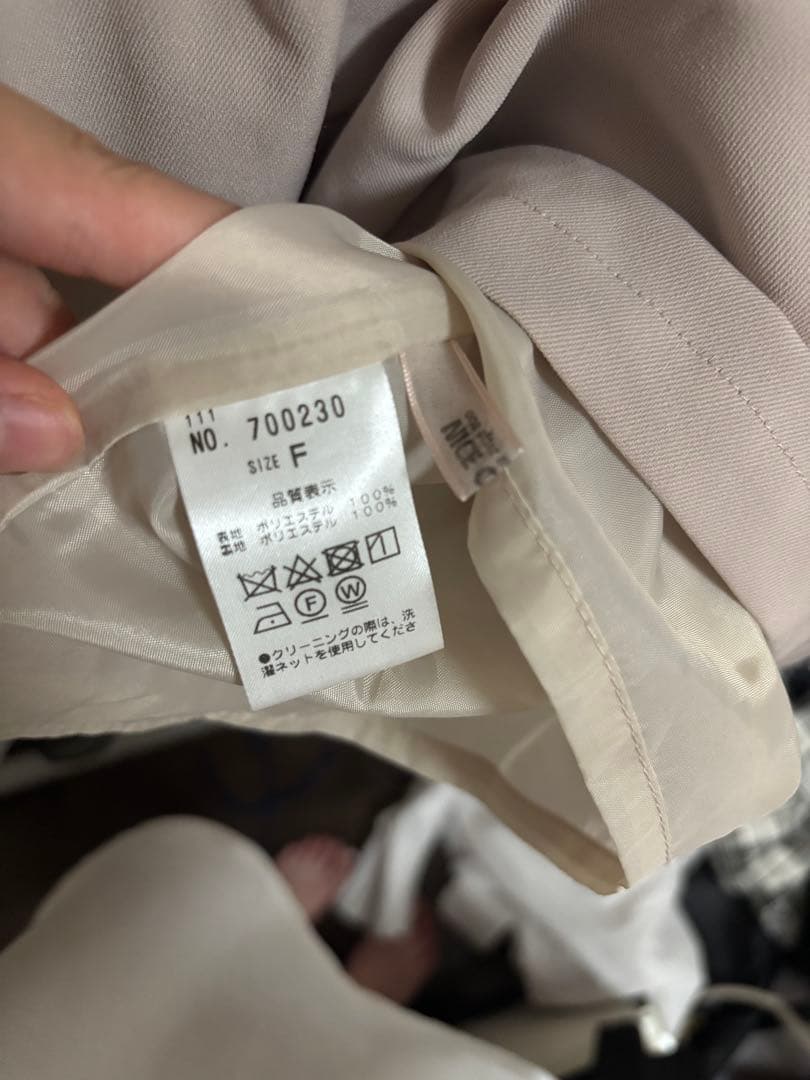 111
NO. 700230
SIZE F
品質表示
表地 ポリエステル 100%
裏地 ポリエステル 100%
F W
●クリーニングの際は、洗
濯ネットを使用してくださ
NICE